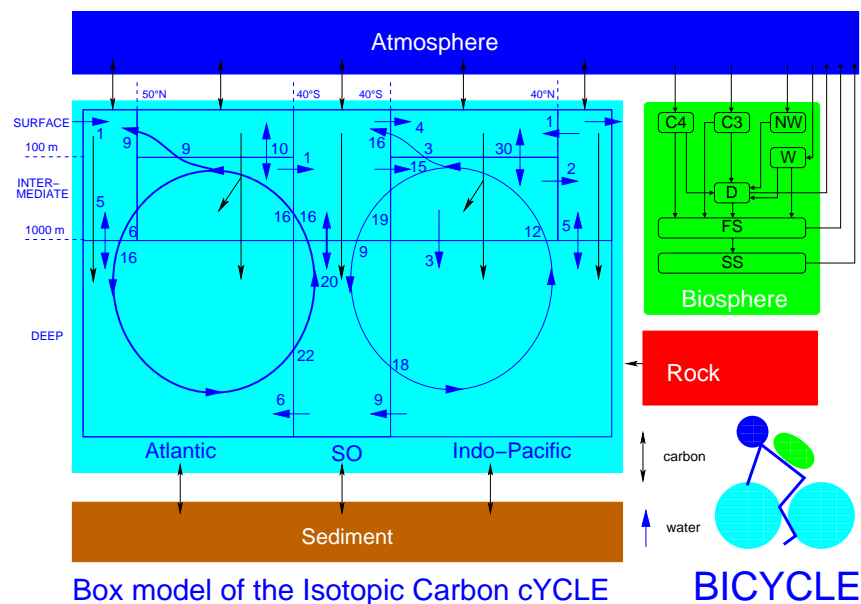 Atmosphere
50°N 40°S 40°S 40°N
SURFACE 1 9 9 10 1 4 16 3 30 1
100 m
15 2
INTER-
MEDIATE
5 16 16 19 5
1000 m 6 12
16 9 3
20
DEEP
22 18
6 9
Atlantic SO Indo-Pacific
C4 C3 NW
W
D
FS
SS
Biosphere
Rock
carbon
water
Sediment
Box model of the Isotopic Carbon cYCLE BICYCLE